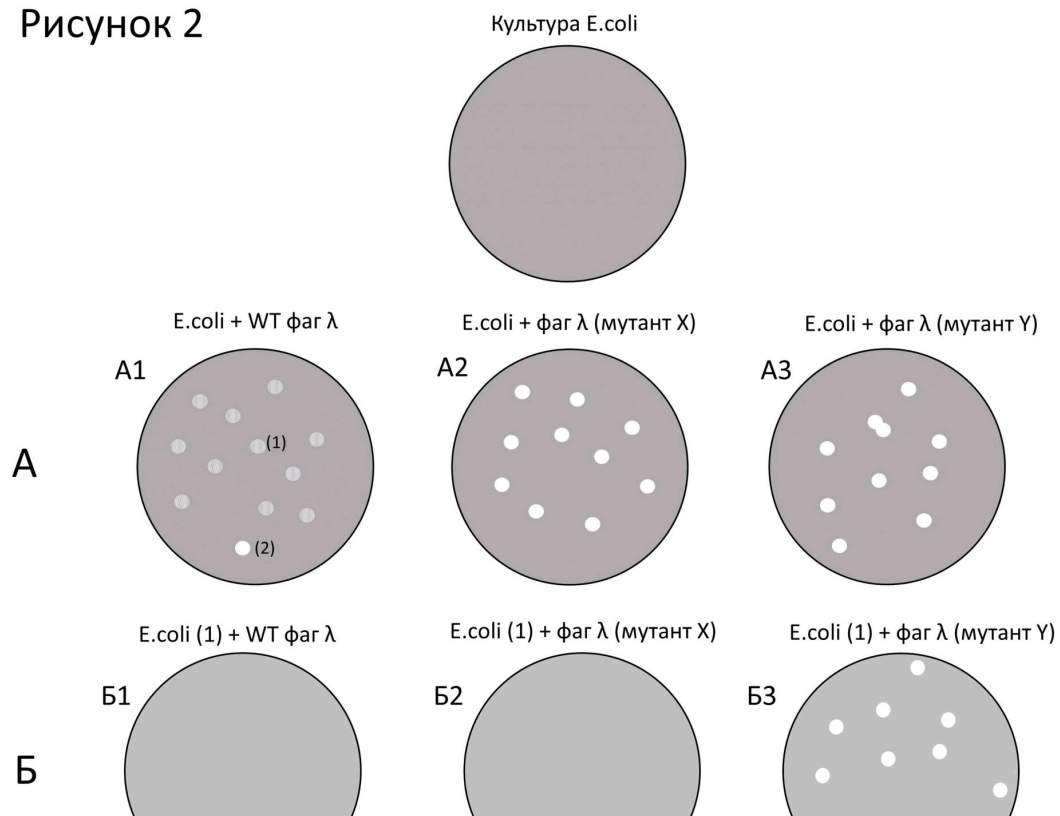 Рисунок 2
Культура E.coli
E.coli + WT фаг λ
E.coli + фаг λ (мутант X)
E.coli + фаг λ (мутант Y)
А1
А2
А3
(1)
А
(2)
E.coli (1) + WT фаг λ
E.coli (1) + фаг λ (мутант X)
E.coli (1) + фаг λ (мутант Y)
Б1
Б2
Б3
Б